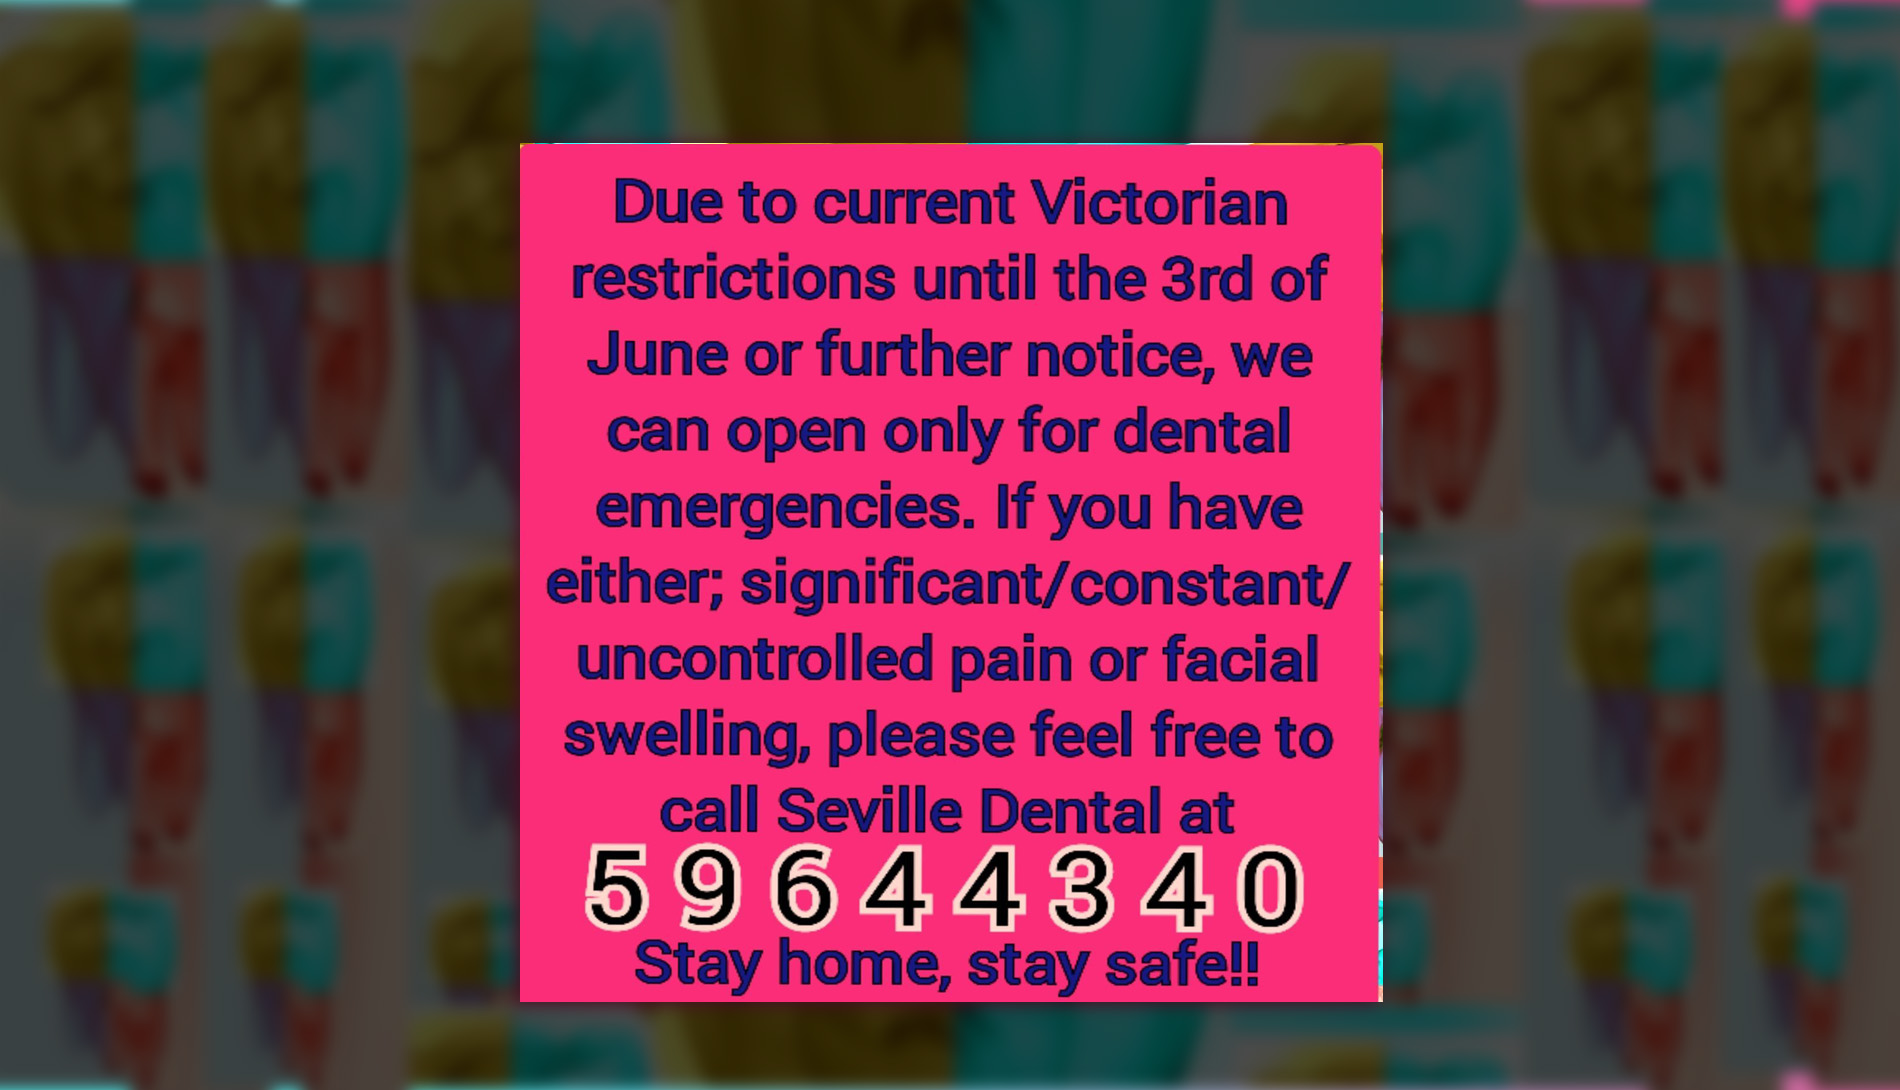 Due to current Victorian
restrictions until the 3rd of
June or further notice, we
can open only for dental
emergencies. If you have
either; significant/constant/
uncontrolled pain or facial
swelling, please feel free to
call Seville Dental at
5 9 6 4 4 3 4 0
Stay home, stay safe!!